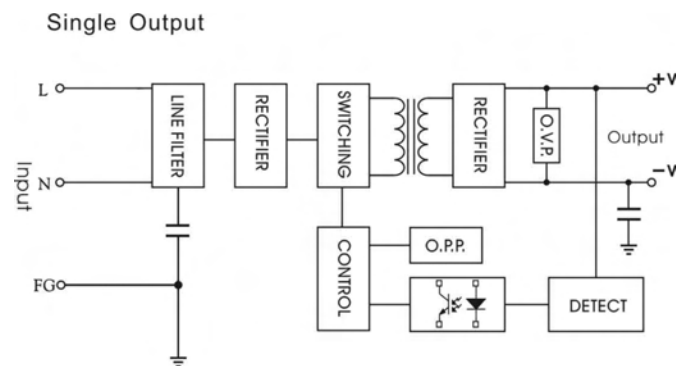 Single Output
L
LINE FILTER
RECTIFIER
SWITCHING
RECTIFIER
+V
O.V.P.
Output
Input
N
-V
CONTROL
O.P.P.
FG
DETECT